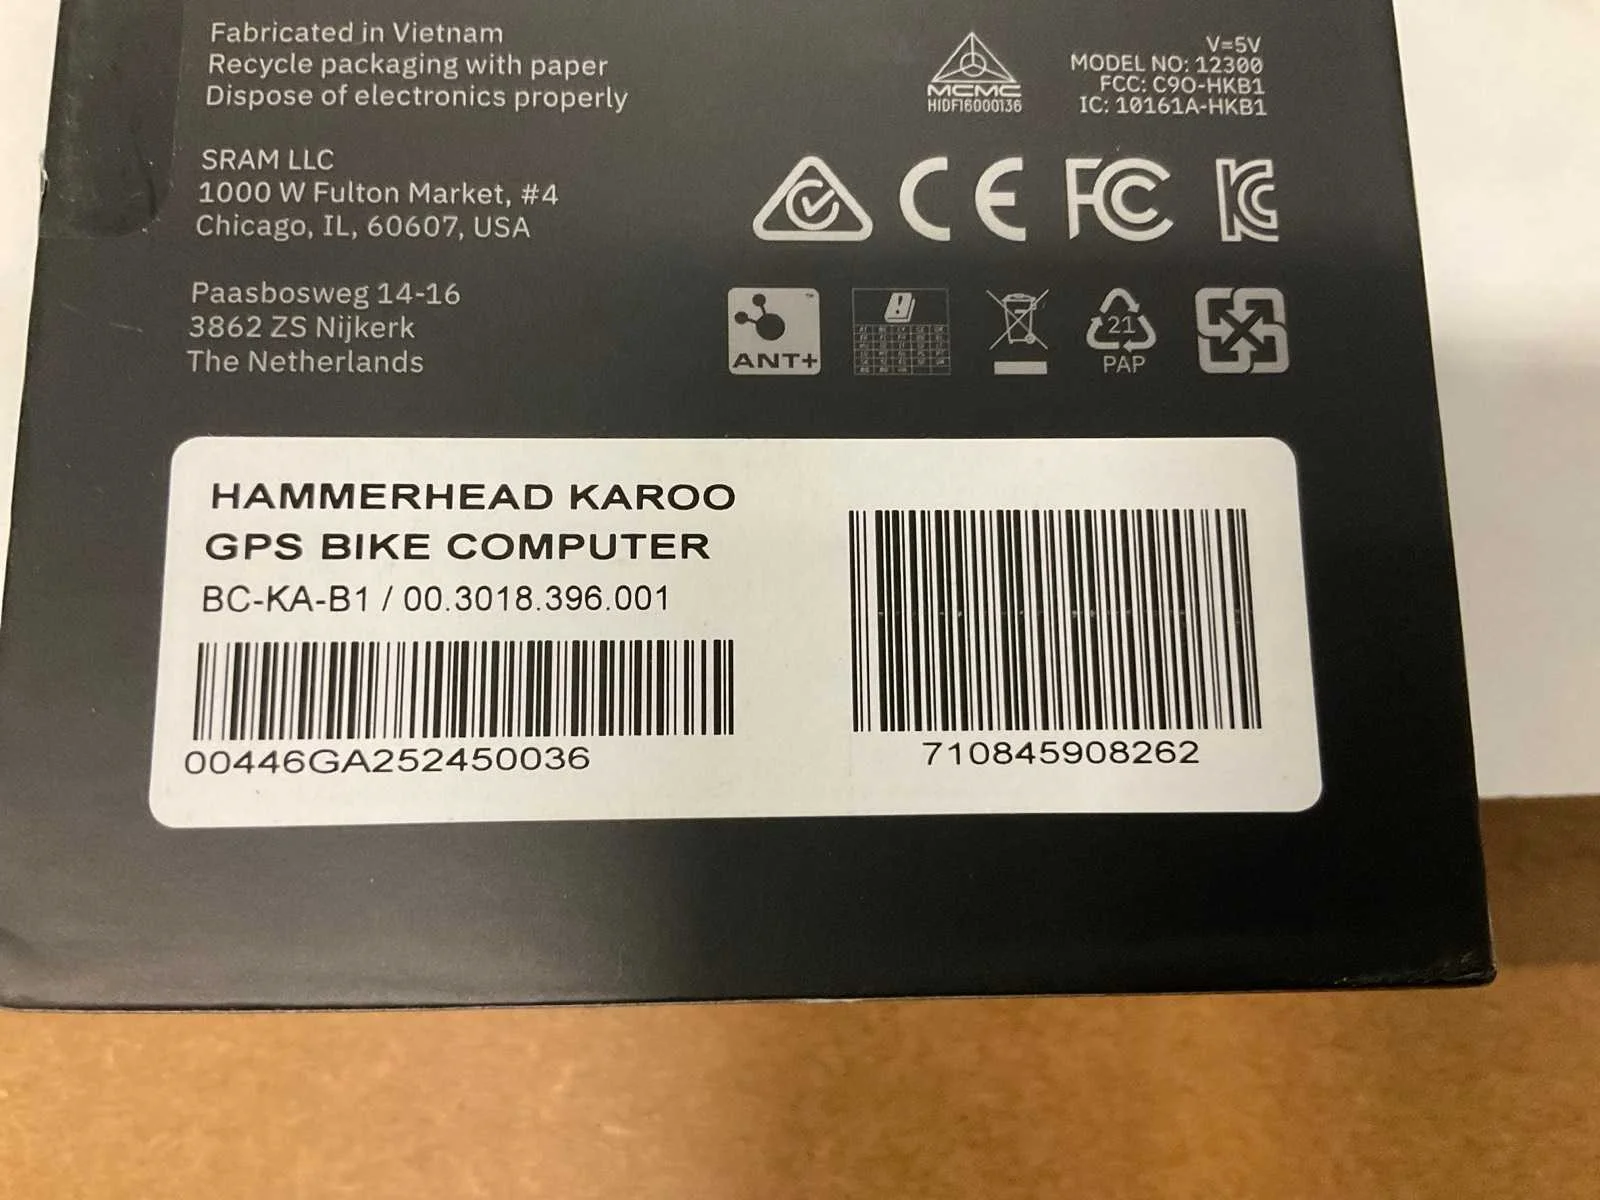 Fabricated in Vietnam
Recycle packaging with paper
Dispose of electronics properly
SRAM LLC
1000 W Fulton Market, #4
Chicago, IL, 60607, USA
Paasbosweg 14-16
3862 ZS Nijkerk
The Netherlands
MCMC
HIDF16000136
V=5V
MODEL NO: 12300
FCC: C9O-HKB1
IC: 10161A-HKB1
CE FC KC
ANT+
21
PAP
HAMMERHEAD KAROO
GPS BIKE COMPUTER
BC-KA-B1 / 00.3018.396.001
00446GA252450036
710845908262